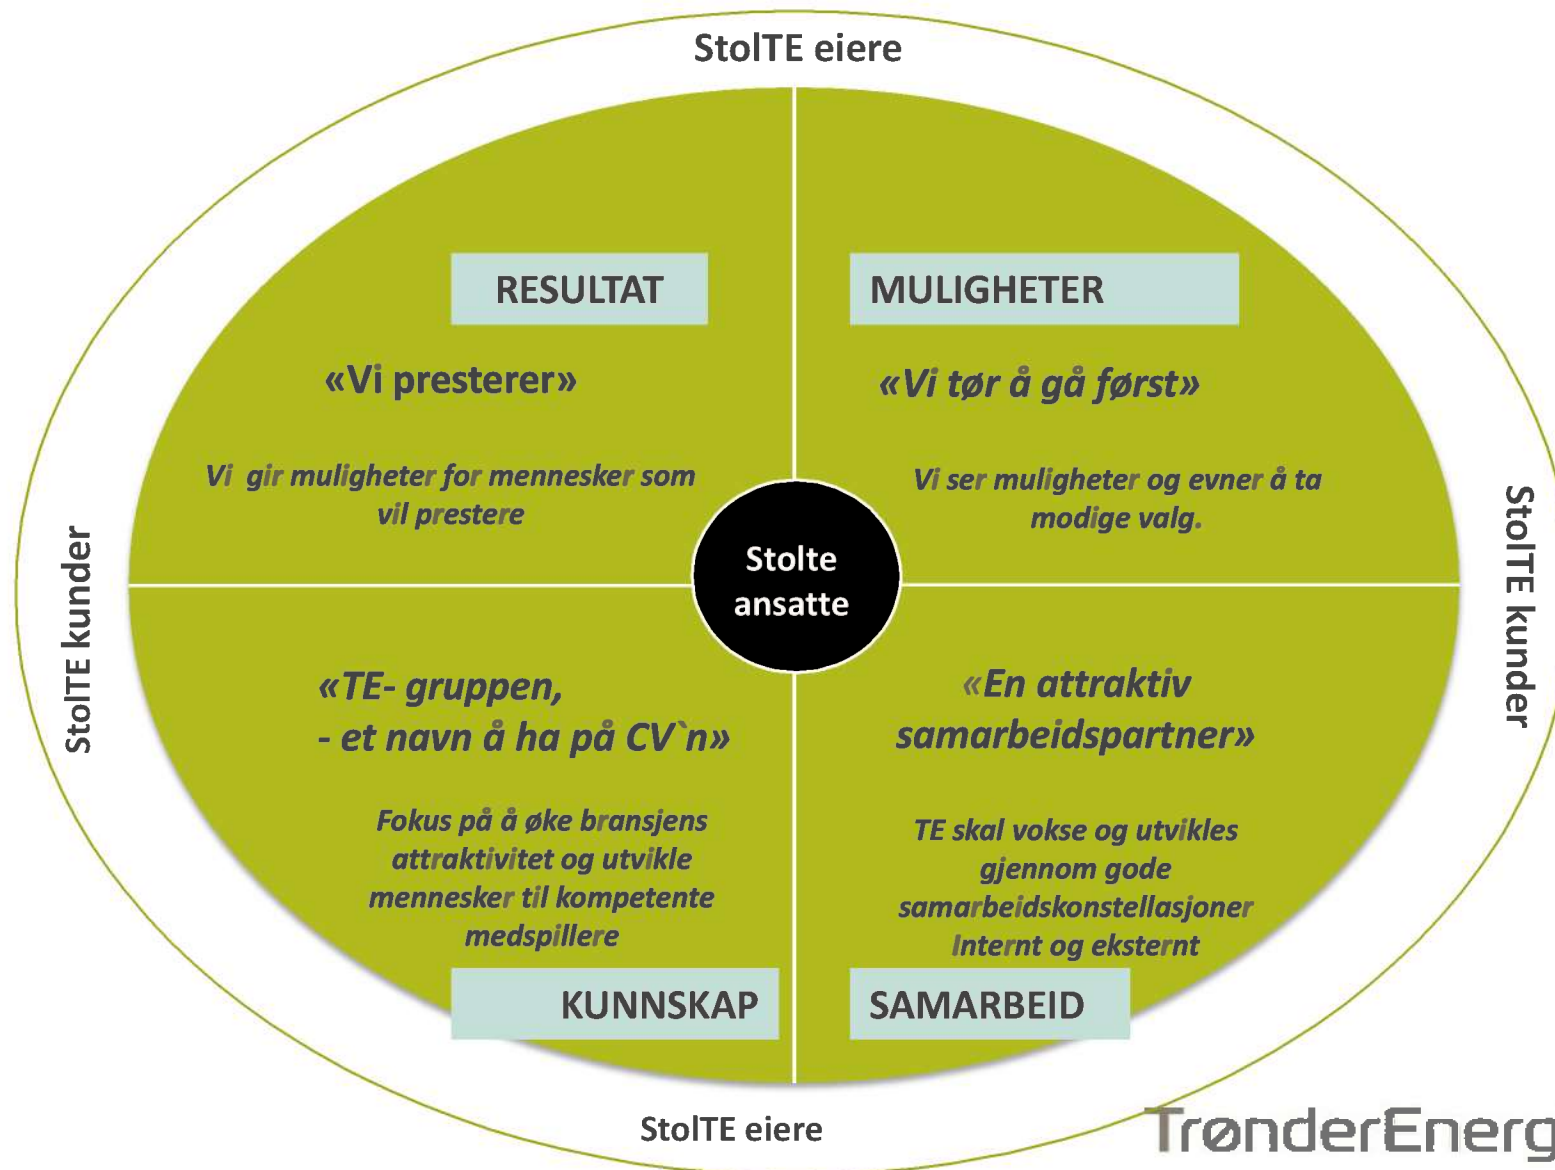 StolTE eiere
RESULTAT
«Vi presterer»
Vi gir muligheter for mennesker som
vil prestere
MULIGHETER
«Vi tør å gå først»
Vi ser muligheter og evner å ta
modige valg.
StolTE kunder
Stolte
ansatte
StolTE kunder
«TE- gruppen,
- et navn å ha på CV`n»
Fokus på å øke bransjens
attraktivitet og utvikle
mennesker til kompetente
medspillere
KUNNSKAP
«En attraktiv
samarbeidspartner»
TE skal vokse og utvikles
gjennom gode
samarbeidskonstellasjoner
Internt og eksternt
SAMARBEID
StolTE eiere
TrønderEnerg